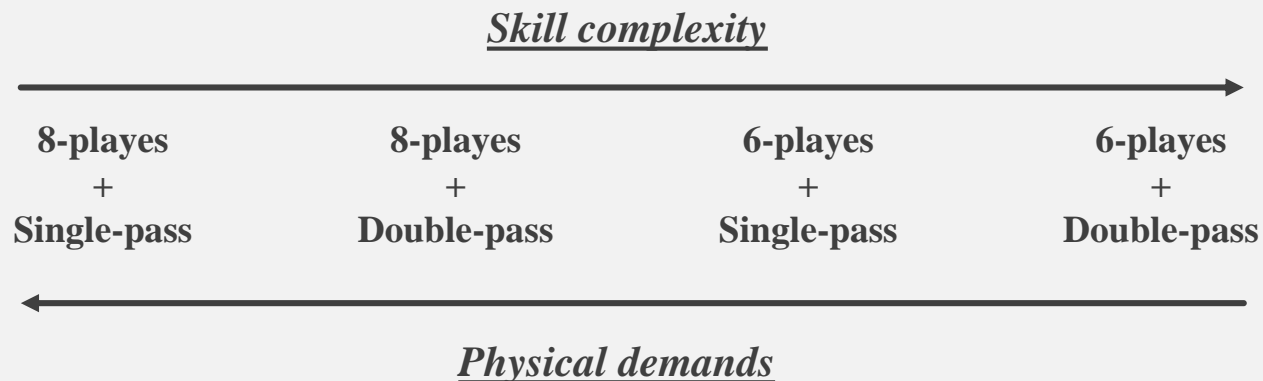 Skill complexity
8-playes 8-playes 6-playes 6-playes
+ + + +
Single-pass Double-pass Single-pass Double-pass
Physical demands